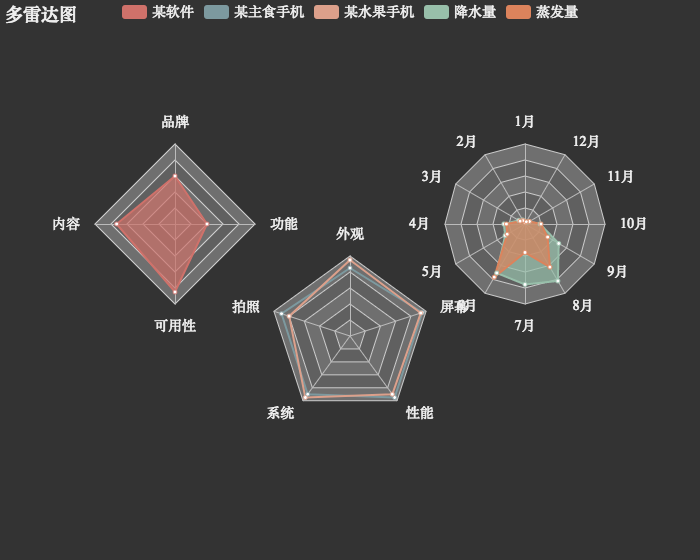 多雷达图
某软件
某主食手机
某水果手机
降水量
蒸发量
品牌
内容
功能
可用性
外观
拍照
屏幕
系统
性能
1月
2月
12月
3月
11月
4月
10月
5月
9月
6月
8月
7月